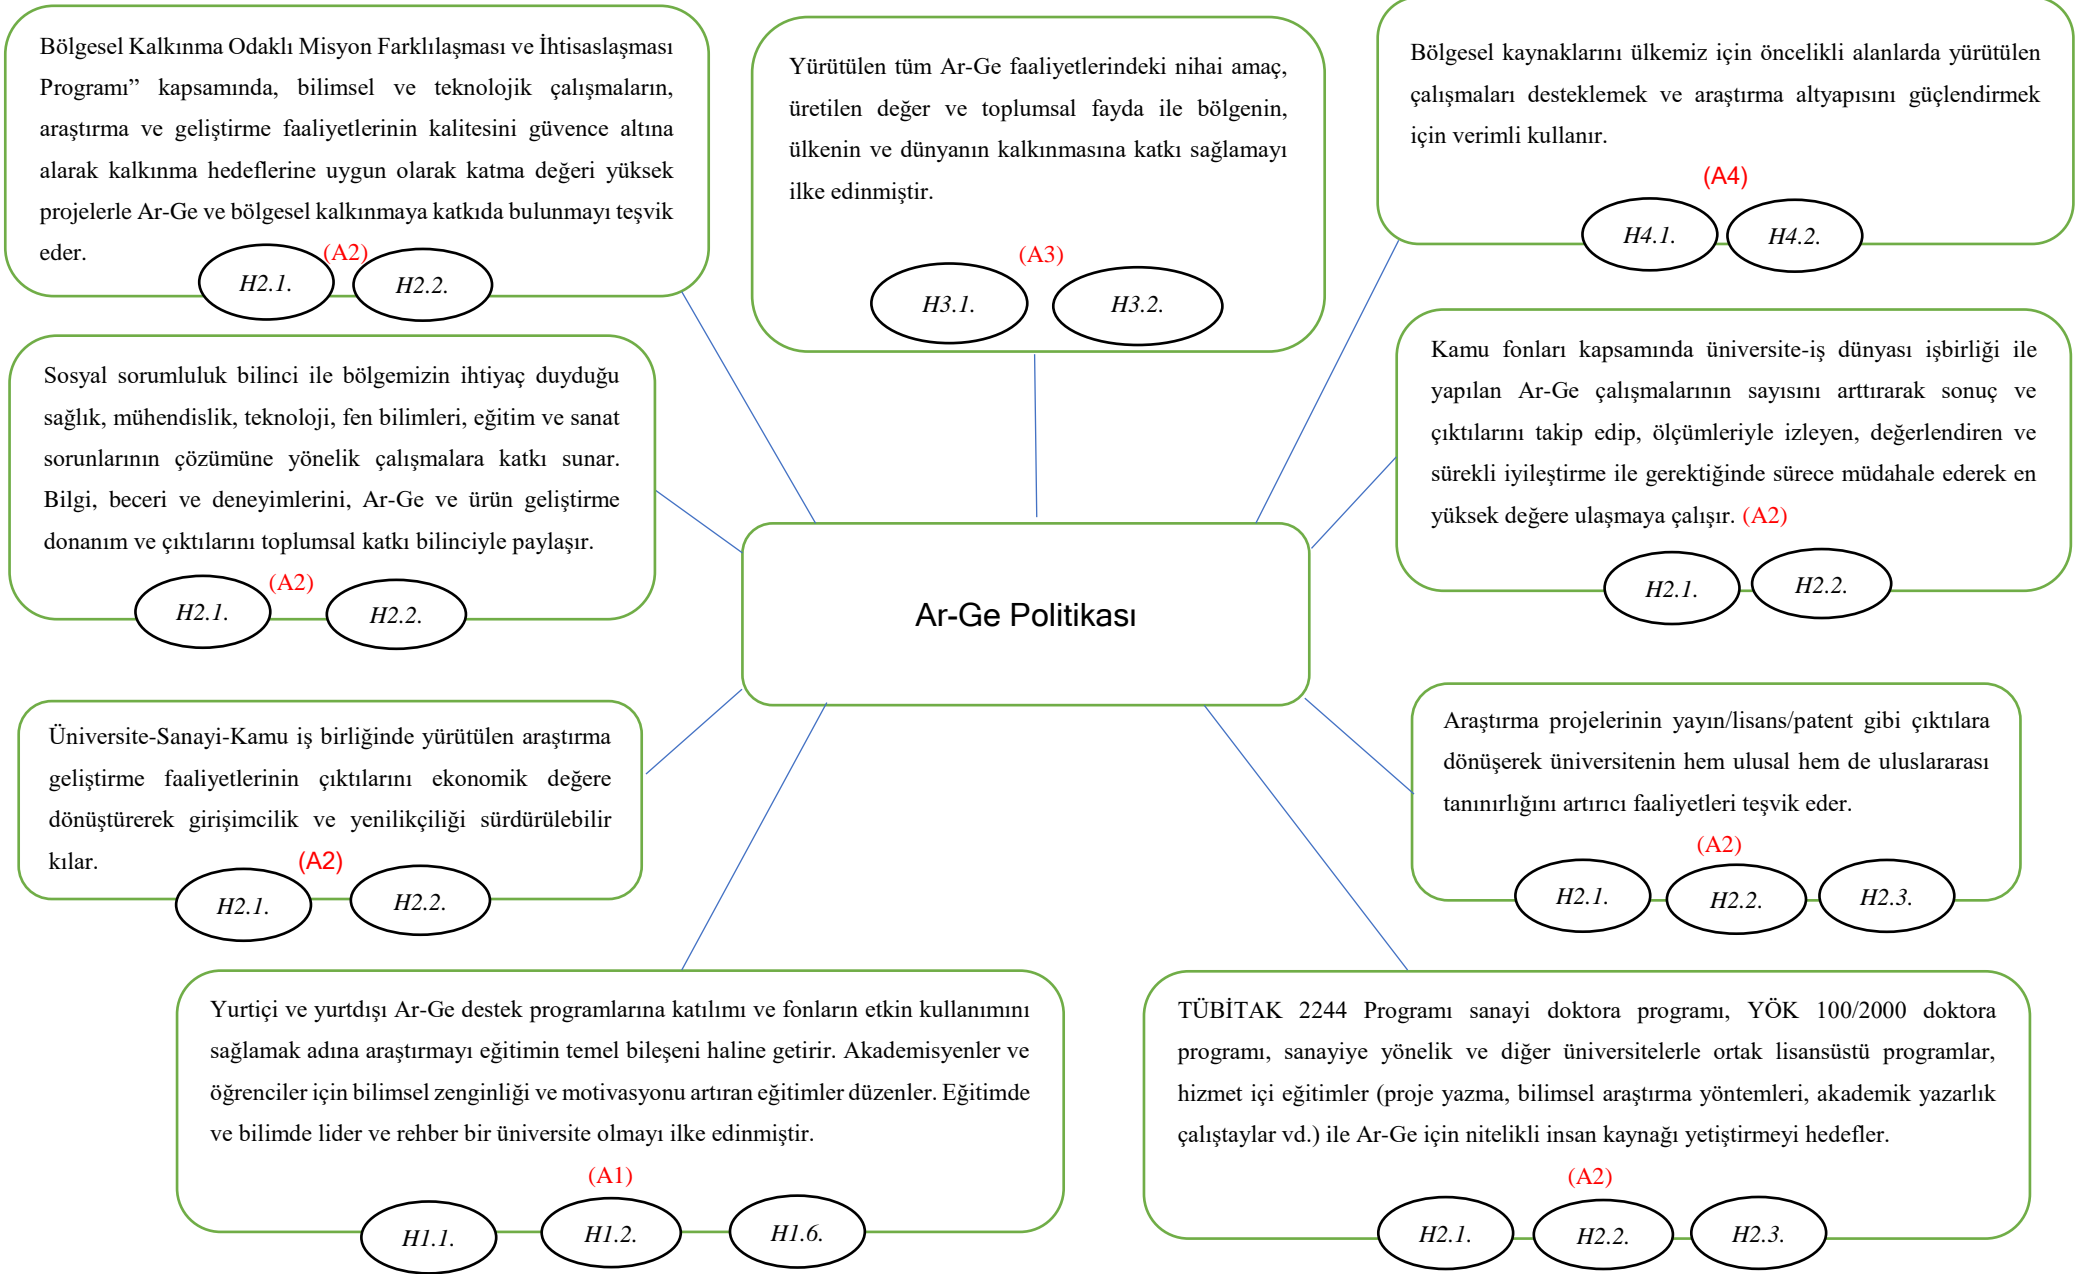 Bölgesel Kalkınma Odaklı Misyon Farklılaşması ve İhtisaslaşması
Programı” kapsamında, bilimsel ve teknolojik çalışmaların,
araştırma ve geliştirme faaliyetlerinin kalitesini güvence altına
alarak kalkınma hedeflerine uygun olarak katma değeri yüksek
projelerle Ar-Ge ve bölgesel kalkınmaya katkıda bulunmayı teşvik
eder.
(A2)
H2.1.
H2.2.
Yürütülen tüm Ar-Ge faaliyetlerindeki nihai amaç,
üretilen değer ve toplumsal fayda ile bölgenin,
ülkenin ve dünyanın kalkınmasına katkı sağlamayı
ilke edinmiştir.
(A3)
H3.1.
H3.2.
Bölgesel kaynaklarını ülkemiz için öncelikli alanlarda yürütülen
çalışmaları desteklemek ve araştırma altyapısını güçlendirmek
için verimli kullanır.
(A4)
H4.1.
H4.2.
Sosyal sorumluluk bilinci ile bölgemizin ihtiyaç duyduğu
sağlık, mühendislik, teknoloji, fen bilimleri, eğitim ve sanat
sorunlarının çözümüne yönelik çalışmalara katkı sunar.
Bilgi, beceri ve deneyimlerini, Ar-Ge ve ürün geliştirme
donanım ve çıktılarını toplumsal katkı bilinciyle paylaşır.
(A2)
H2.1.
H2.2.
Kamu fonları kapsamında üniversite-iş dünyası işbirliği ile
yapılan Ar-Ge çalışmalarının sayısını arttırarak sonuç ve
çıktılarını takip edip, ölçümleriyle izleyen, değerlendiren ve
sürekli iyileştirme ile gerektiğinde sürece müdahale ederek en
yüksek değere ulaşmaya çalışır. (A2)
H2.1.
H2.2.
Ar-Ge Politikası
Üniversite-Sanayi-Kamu iş birliğinde yürütülen araştırma
geliştirme faaliyetlerinin çıktılarını ekonomik değere
dönüştürerek girişimcilik ve yenilikçiliği sürdürülebilir
kılar.
(A2)
H2.1.
H2.2.
Araştırma projelerinin yayın/lisans/patent gibi çıktılara
dönüşerek üniversitenin hem ulusal hem de uluslararası
tanınırlığını artırıcı faaliyetleri teşvik eder.
(A2)
H2.1.
H2.2.
H2.3.
Yurtiçi ve yurtdışı Ar-Ge destek programlarına katılımı ve fonların etkin kullanımını
sağlamak adına araştırmayı eğitimin temel bileşeni haline getirir. Akademisyenler ve
öğrenciler için bilimsel zenginliği ve motivasyonu artıran eğitimler düzenler. Eğitimde
ve bilimde lider ve rehber bir üniversite olmayı ilke edinmiştir.
(A1)
H1.1.
H1.2.
H1.6.
TÜBİTAK 2244 Programı sanayi doktora programı, YÖK 100/2000 doktora
programı, sanayiye yönelik ve diğer üniversitelerle ortak lisansüstü programlar,
hizmet içi eğitimler (proje yazma, bilimsel araştırma yöntemleri, akademik yazarlık
çalıştaylar vd.) ile Ar-Ge için nitelikli insan kaynağı yetiştirmeyi hedefler.
(A2)
H2.1.
H2.2.
H2.3.